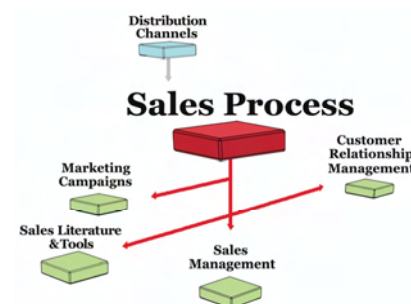 Distribution
Channels
Sales Process
Customer
Relationship
Management
Marketing
Campaigns
Sales Literature
&Tools
Sales
Management